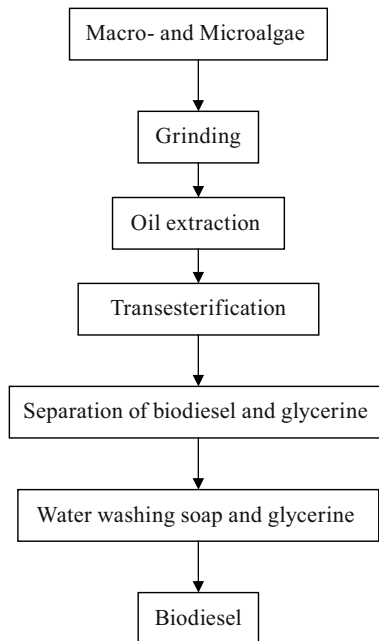 Macro- and Microalgae
Grinding
Oil extraction
Transesterification
Separation of biodiesel and glycerine
Water washing soap and glycerine
Biodiesel